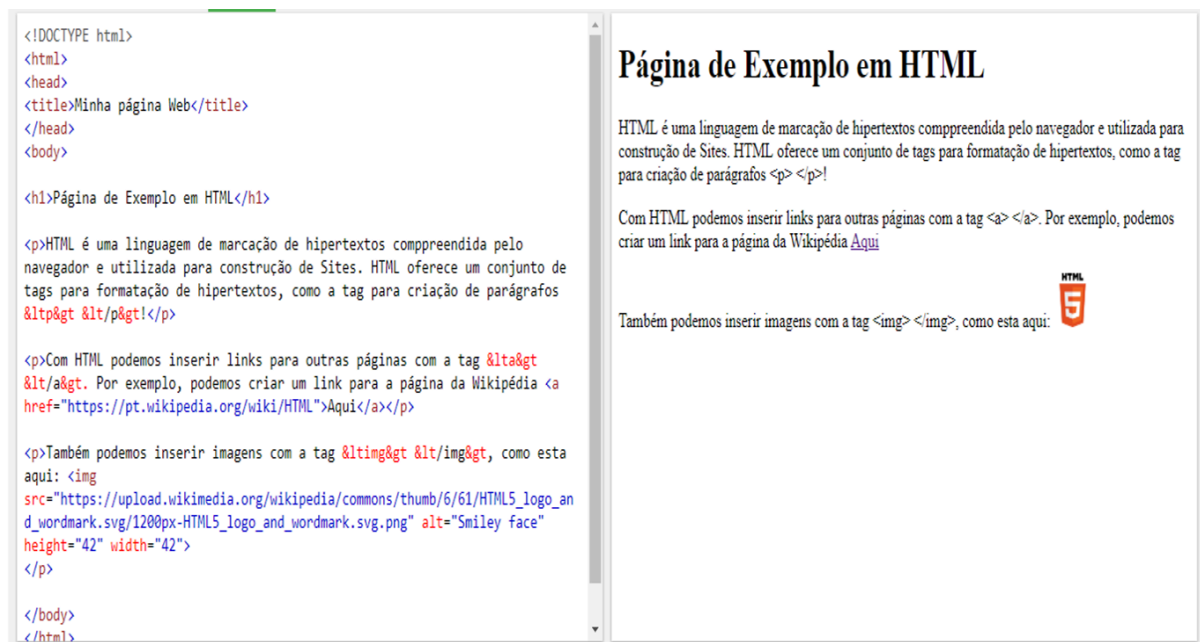 <!DOCTYPE html>
<html>
<head>
<title>Minha página Web</title>
</head>
<body>
<h1>Página de Exemplo em HTML</h1>
<p>HTML é uma linguagem de marcação de hipertextos comppreendida pelo
navegador e utilizada para construção de Sites. HTML oferece um conjunto de
tags para formatação de hipertextos, como a tag para criação de parágrafos
&ltp&gt &lt/p&gt!</p>
<p>Com HTML podemos inserir links para outras páginas com a tag &lta&gt
&lt/a&gt. Por exemplo, podemos criar um link para a página da Wikipédia <a
href="https://pt.wikipedia.org/wiki/HTML">Aqui</a></p>
<p>Também podemos inserir imagens com a tag &ltimg&gt &lt/img&gt, como esta
aqui: <img
src="https://upload.wikimedia.org/wikipedia/commons/thumb/6/61/HTML5_logo_an
d_wordmark.svg/1200px-HTML5_logo_and_wordmark.svg.png" alt="Smiley face"
height="42" width="42">
</p>
</body>
</html>
Página de Exemplo em HTML
HTML é uma linguagem de marcação de hipertextos comppreendida pelo navegador e utilizada para
construção de Sites. HTML oferece um conjunto de tags para formatação de hipertextos, como a tag
para criação de parágrafos <p> </p>!
Com HTML podemos inserir links para outras páginas com a tag <a> </a>. Por exemplo, podemos
criar um link para a página da Wikipédia Aqui
HTML
5
Também podemos inserir imagens com a tag <img> </img>, como esta aqui: